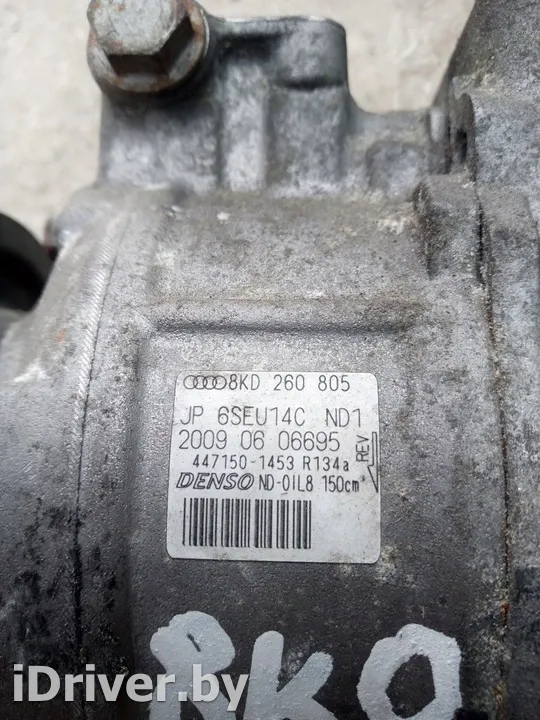 8KD 260 805
JP 6SEU14C ND1
2009 06 06695
REV
447150-1453 R134a
DENSO ND-OIL8 150cm³
8K0
iDriver.by